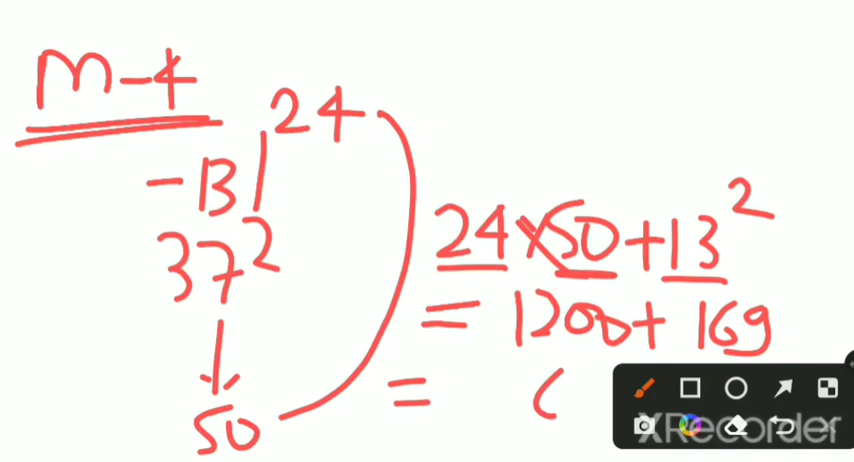 M-4
24
-13
37²
50
24×50+13²
= 1200+ 169
= (
XRecorder